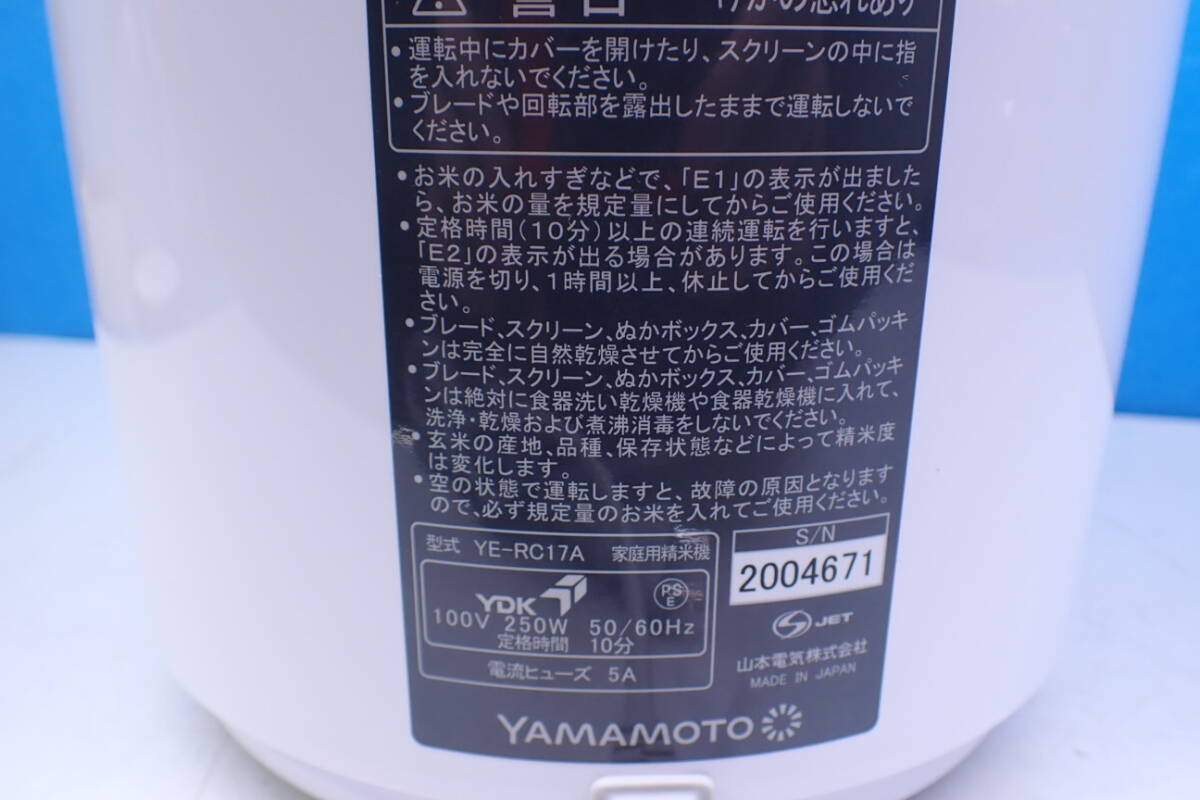 警告 けがの恐れあり
•運転中にカバーを開けたり、スクリーンの中に指
を入れないでください。
•ブレードや回転部を露出したままで運転しないで
ください。
•お米の入れすぎなどで、「E1」の表示が出ました
ら、お米の量を規定量にしてからご使用ください。
•定格時間(10分)以上の連続運転を行いますと、
「E2」の表示が出る場合があります。この場合は
電源を切り、1時間以上、休止してからご使用くだ
さい。
•ブレード、スクリーン、ぬかボックス、カバー、ゴムパッキ
ンは完全に自然乾燥させてからご使用ください。
•ブレード、スクリーン、ぬかボックス、カバー、ゴムパッキ
ンは絶対に食器洗い乾燥機や食器乾燥機に入れて、
洗浄・乾燥および煮沸消毒をしないでください。
•玄米の産地、品種、保存状態などによって精米度
は変化します。
•空の状態で運転しますと、故障の原因となります
ので、必ず規定量のお米を入れてご使用ください。
型式 YE-RC17A 家庭用精米機
YDK PSE
100V 250W 50/60Hz
定格時間 10分
電流ヒューズ 5A
S/N
2004671
JET
山本電気株式会社
MADE IN JAPAN
YAMAMOTO